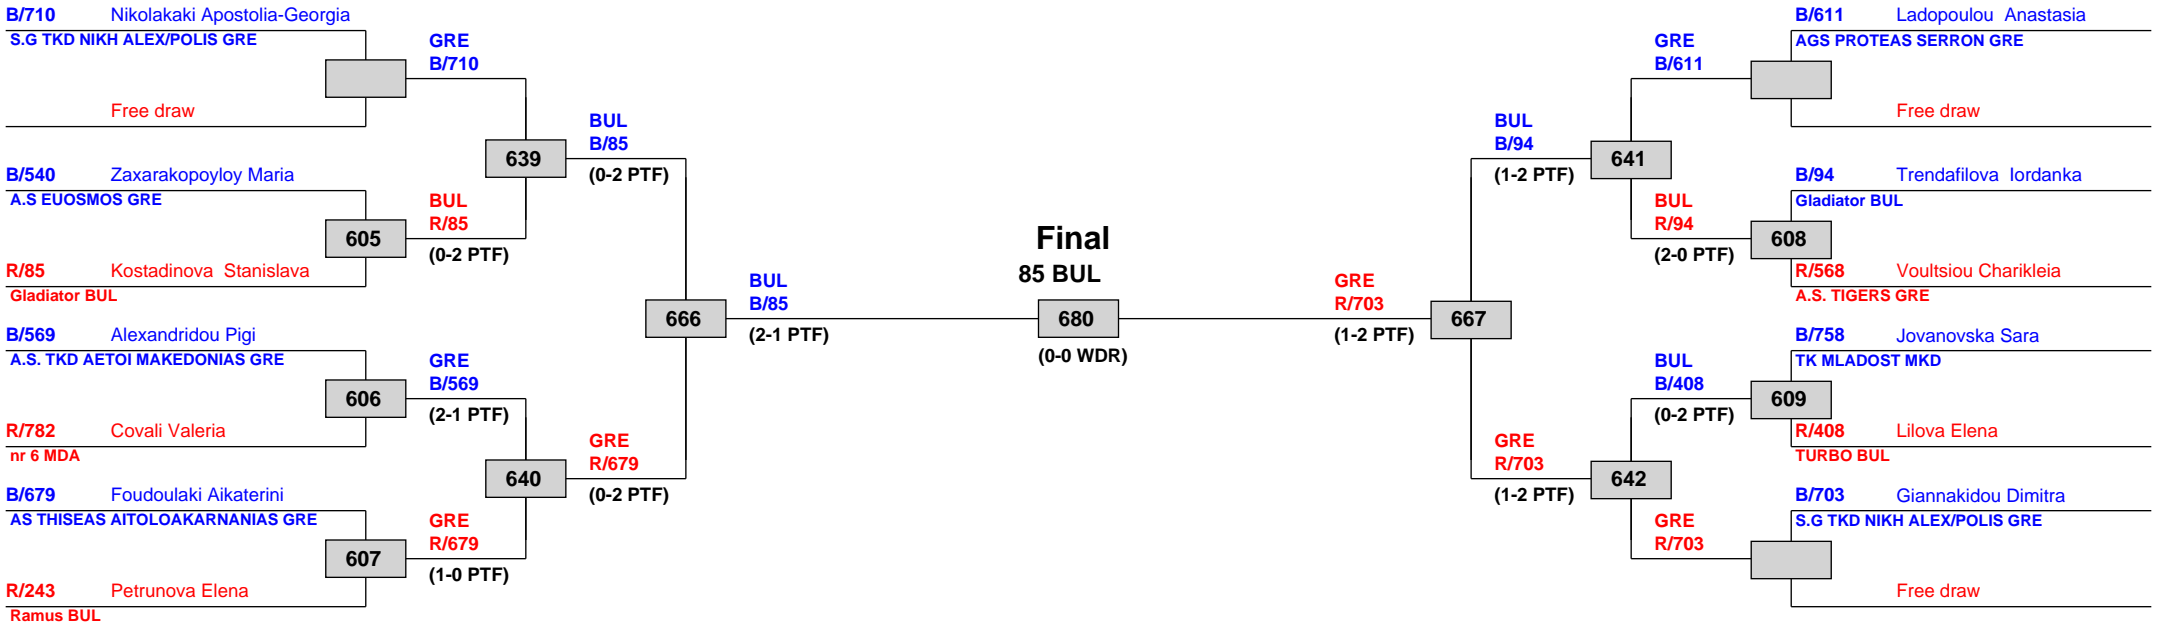 B/710 Nikolakaki Apostolia-Georgia
S.G TKD NIKH ALEX/POLIS GRE
Free draw
B/540 Zaxarakopoyloy Maria
A.S EUOSMOS GRE
605
R/85 Kostadinova Stanislava
Gladiator BUL
B/569 Alexandridou Pigi
A.S. TKD AETOI MAKEDONIAS GRE
606
R/782 Covali Valeria
nr 6 MDA
B/679 Foudoulaki Aikaterini
AS THISEAS AITOLOAKARNANIAS GRE
607
R/243 Petrunova Elena
Ramus BUL
GRE
B/710
639
BUL
R/85
(0-2 PTF)
GRE
B/569
(2-1 PTF)
640
GRE
R/679
(1-0 PTF)
BUL
B/85
(0-2 PTF)
666
GRE
R/679
(0-2 PTF)
BUL
B/85
(2-1 PTF)
Final
85 BUL
680
(0-0 WDR)
GRE
R/703
(1-2 PTF)
667
BUL
B/94
(1-2 PTF)
GRE
R/703
(1-2 PTF)
GRE
B/611
641
BUL
R/94
(2-0 PTF)
BUL
B/408
(0-2 PTF)
642
GRE
R/703
B/611 Ladopoulou Anastasia
AGS PROTEAS SERRON GRE
Free draw
B/94 Trendafilova Iordanka
Gladiator BUL
608
R/568 Voultsiou Charikleia
A.S. TIGERS GRE
B/758 Jovanovska Sara
TK MLADOST MKD
609
R/408 Lilova Elena
TURBO BUL
B/703 Giannakidou Dimitra
S.G TKD NIKH ALEX/POLIS GRE
Free draw